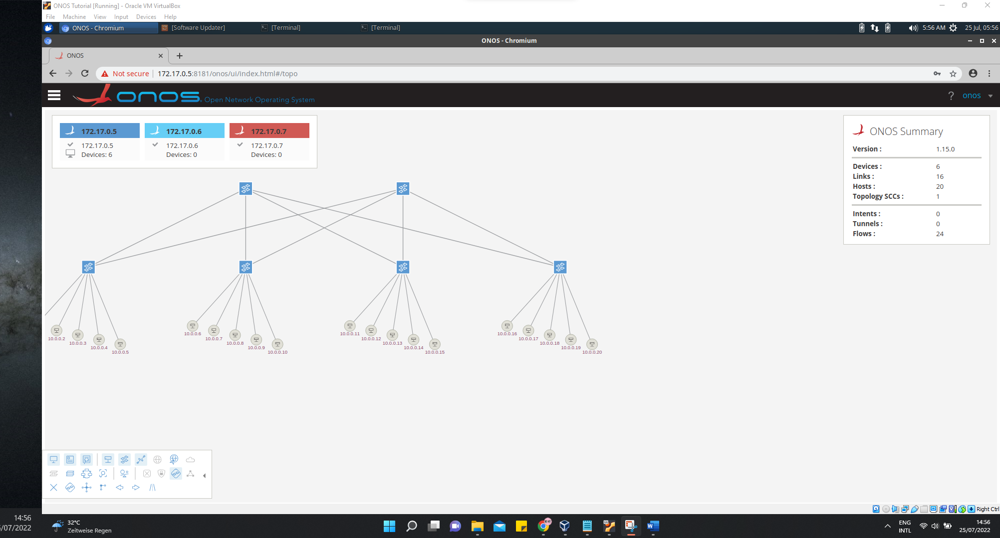 ONOS Tutorial [Running] - Oracle VM VirtualBox
File Machine View Input Devices Help
ONOS - Chromium [Software Updater] [Terminal] [Terminal] 5:56 AM 25 Jul, 05:56
ONOS - Chromium
ONOS
Not secure 172.17.0.5:8181/onos/ui/index.html#/topo
onos Open Network Operating System ? onos
172.17.0.5 172.17.0.6 172.17.0.7
172.17.0.5 172.17.0.6 172.17.0.7
Devices: 6 Devices: 0 Devices: 0
ONOS Summary
Version : 1.15.0
Devices : 6
Links : 16
Hosts : 20
Topology SCCs : 1
Intents : 0
Tunnels : 0
Flows : 24
10.0.0.2
10.0.0.3
10.0.0.4
10.0.0.5
10.0.0.6
10.0.0.7
10.0.0.8
10.0.0.9
10.0.0.10
10.0.0.11
10.0.0.12
10.0.0.13
10.0.0.14
10.0.0.15
10.0.0.16
10.0.0.17
10.0.0.18
10.0.0.19
10.0.0.20
Right Ctrl
14:56
5/07/2022
32°C
Zeitweise Regen
ENG
INTL
14:56
25/07/2022